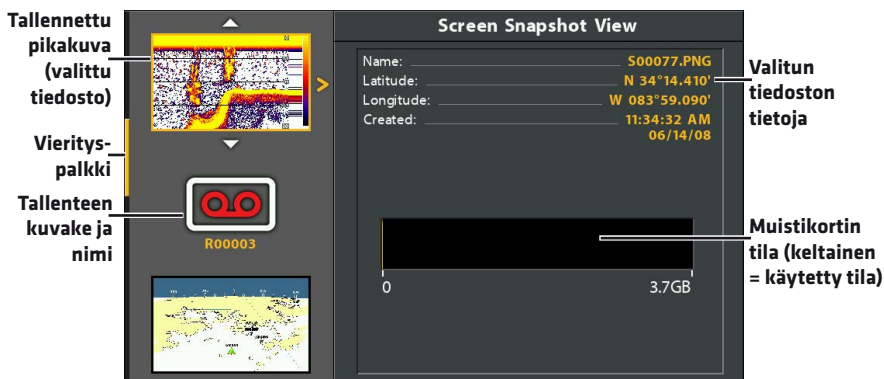 Tallennettu
pikakuva
(valittu
tiedosto)
Vieritys-
palkki
Tallenteen
kuvake ja
nimi
R00003
Screen Snapshot View
Name: S00077.PNG
Latitude: N 34°14.410'
Longitude: W 083°59.090'
Created: 11:34:32 AM
06/14/08
0 3.7GB
Valitun
tiedoston
tietoja
Muistikortin
tila (keltainen
= käytetty tila)